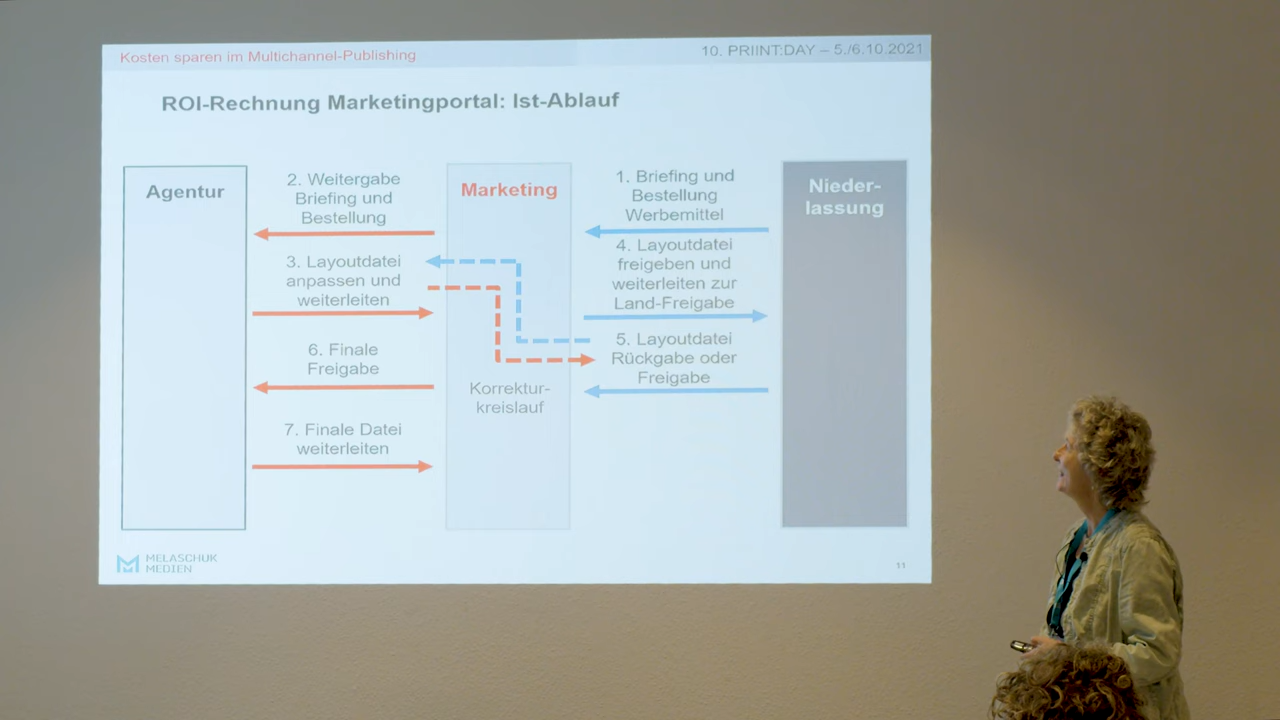 Kosten sparen im Multichannel-Publishing
10. PRIINT:DAY – 5./6.10.2021
ROI-Rechnung Marketingportal: Ist-Ablauf
Agentur
2. Weitergabe
Briefing und
Bestellung
3. Layoutdatei
anpassen und
weiterleiten
6. Finale
Freigabe
7. Finale Datei
weiterleiten
Marketing
Korrektur-
kreislauf
1. Briefing und
Bestellung
Werbemittel
4. Layoutdatei
freigeben und
weiterleiten zur
Land-Freigabe
5. Layoutdatei
Rückgabe oder
Freigabe
Nieder-
lassung
MELASCHUK
MEDIEN
11